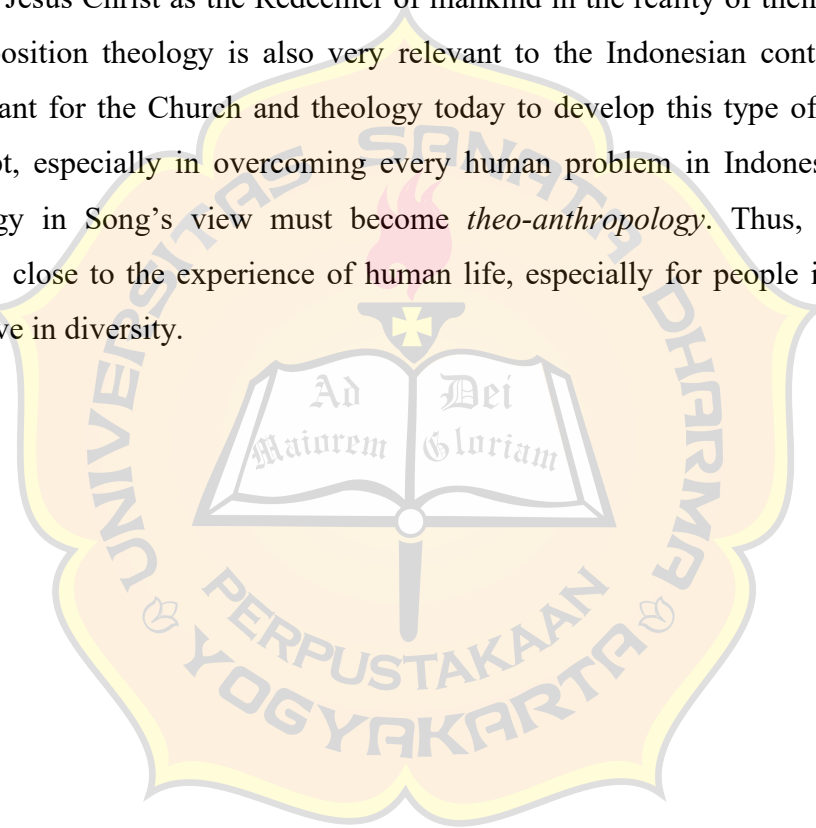 Jesus Christ as the Redeemer of mankind in the reality of their
position theology is also very relevant to the Indonesian cont
ant for the Church and theology today to develop this type of
pt, especially in overcoming every human problem in Indones
gy in Song’s view must become theo-anthropology. Thus,
close to the experience of human life, especially for people i
ve in diversity.
UNIVERSITAS SANATA DHARMA
Ad Dei
Maiorem Gloriam
PERPUSTAKAAN
YOGYAKARTA